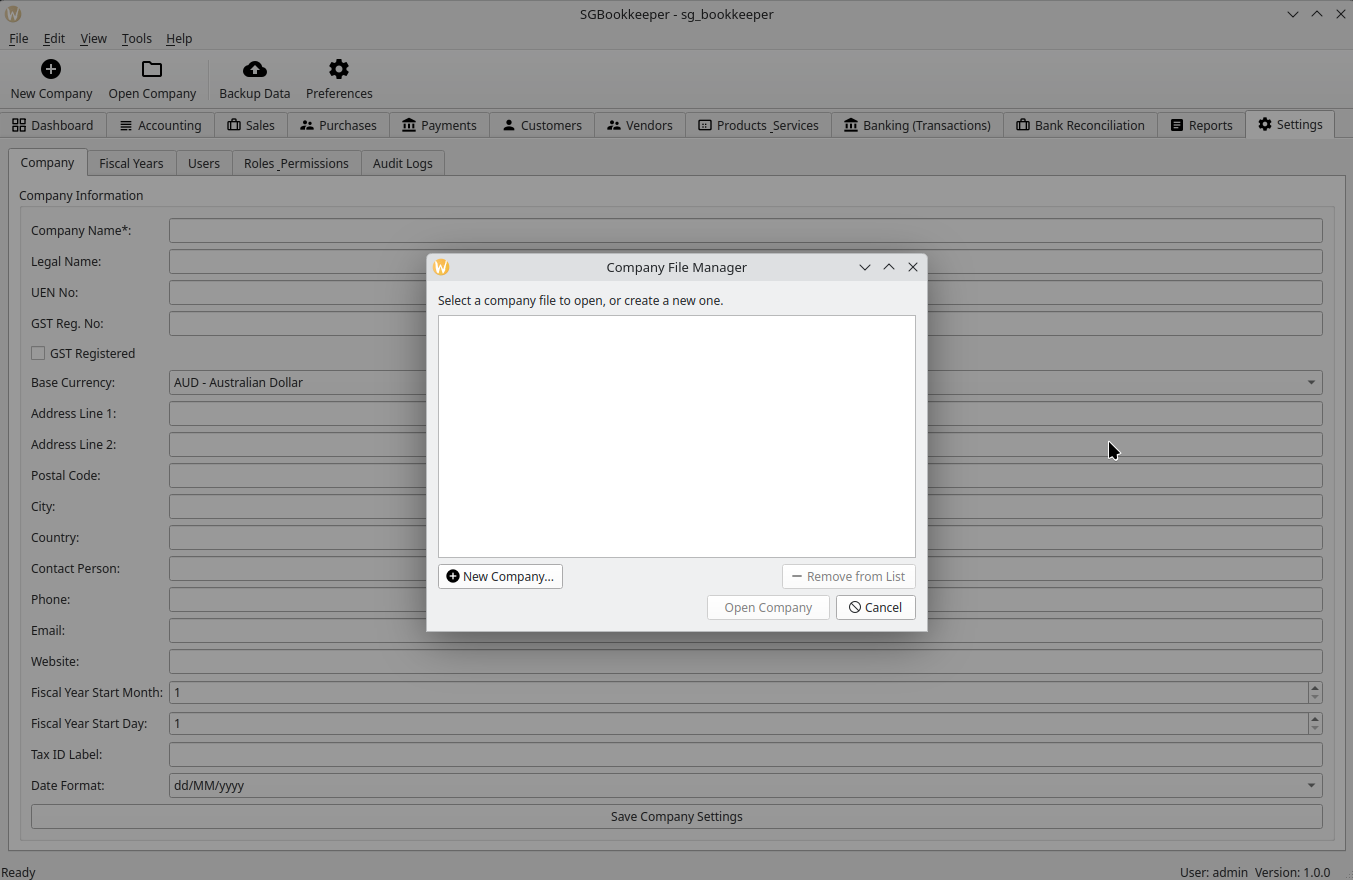 SGBookkeeper - sg_bookkeeper
File Edit View Tools Help
New Company Open Company Backup Data Preferences
Dashboard Accounting Sales Purchases Payments Customers Vendors Products _Services Banking (Transactions) Bank Reconciliation Reports Settings
Company Fiscal Years Users Roles _Permissions Audit Logs
Company Information
Company Name*:
Legal Name:
UEN No:
GST Reg. No:
GST Registered
Base Currency: AUD - Australian Dollar
Address Line 1:
Address Line 2:
Postal Code:
City:
Country:
Contact Person:
Phone:
Email:
Website:
Fiscal Year Start Month: 1
Fiscal Year Start Day: 1
Tax ID Label:
Date Format: dd/MM/yyyy
Save Company Settings
W Company File Manager
Select a company file to open, or create a new one.
New Company... Remove from List
Open Company Cancel
Ready User: admin Version: 1.0.0